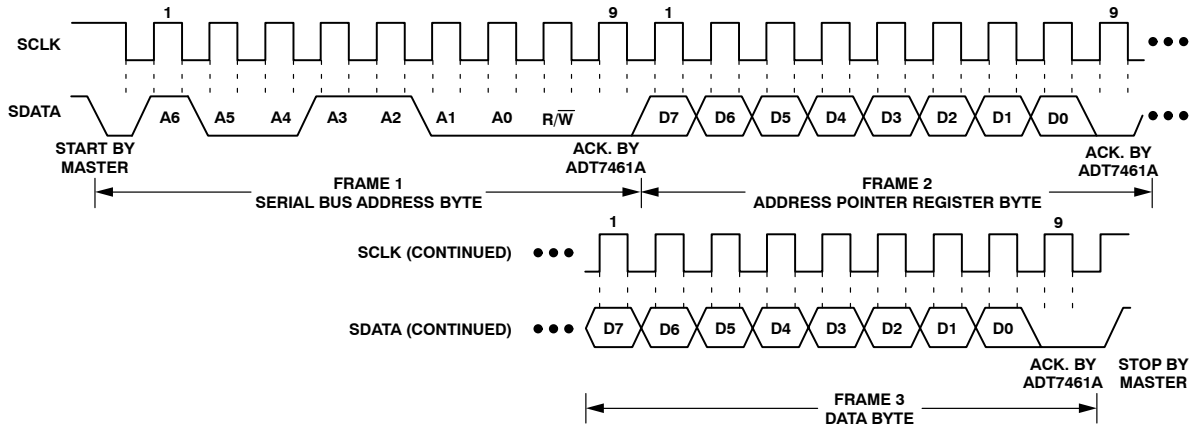 1 9 1 9
SCLK
SDATA A6 A5 A4 A3 A2 A1 A0 R/W̅ D7 D6 D5 D4 D3 D2 D1 D0
START BY
MASTER
ACK. BY
ADT7461A
ACK. BY
ADT7461A
FRAME 1
SERIAL BUS ADDRESS BYTE
FRAME 2
ADDRESS POINTER REGISTER BYTE
1 9
SCLK (CONTINUED)
SDATA (CONTINUED) D7 D6 D5 D4 D3 D2 D1 D0
ACK. BY
ADT7461A
STOP BY
MASTER
FRAME 3
DATA BYTE